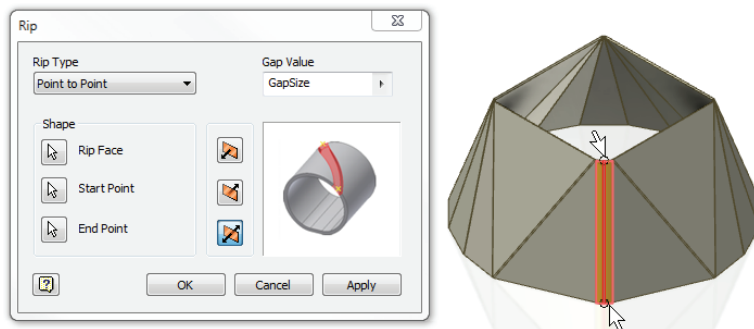 Rip
Rip Type
Gap Value
Point to Point
GapSize
Shape
Rip Face
Start Point
End Point
?
OK
Cancel
Apply